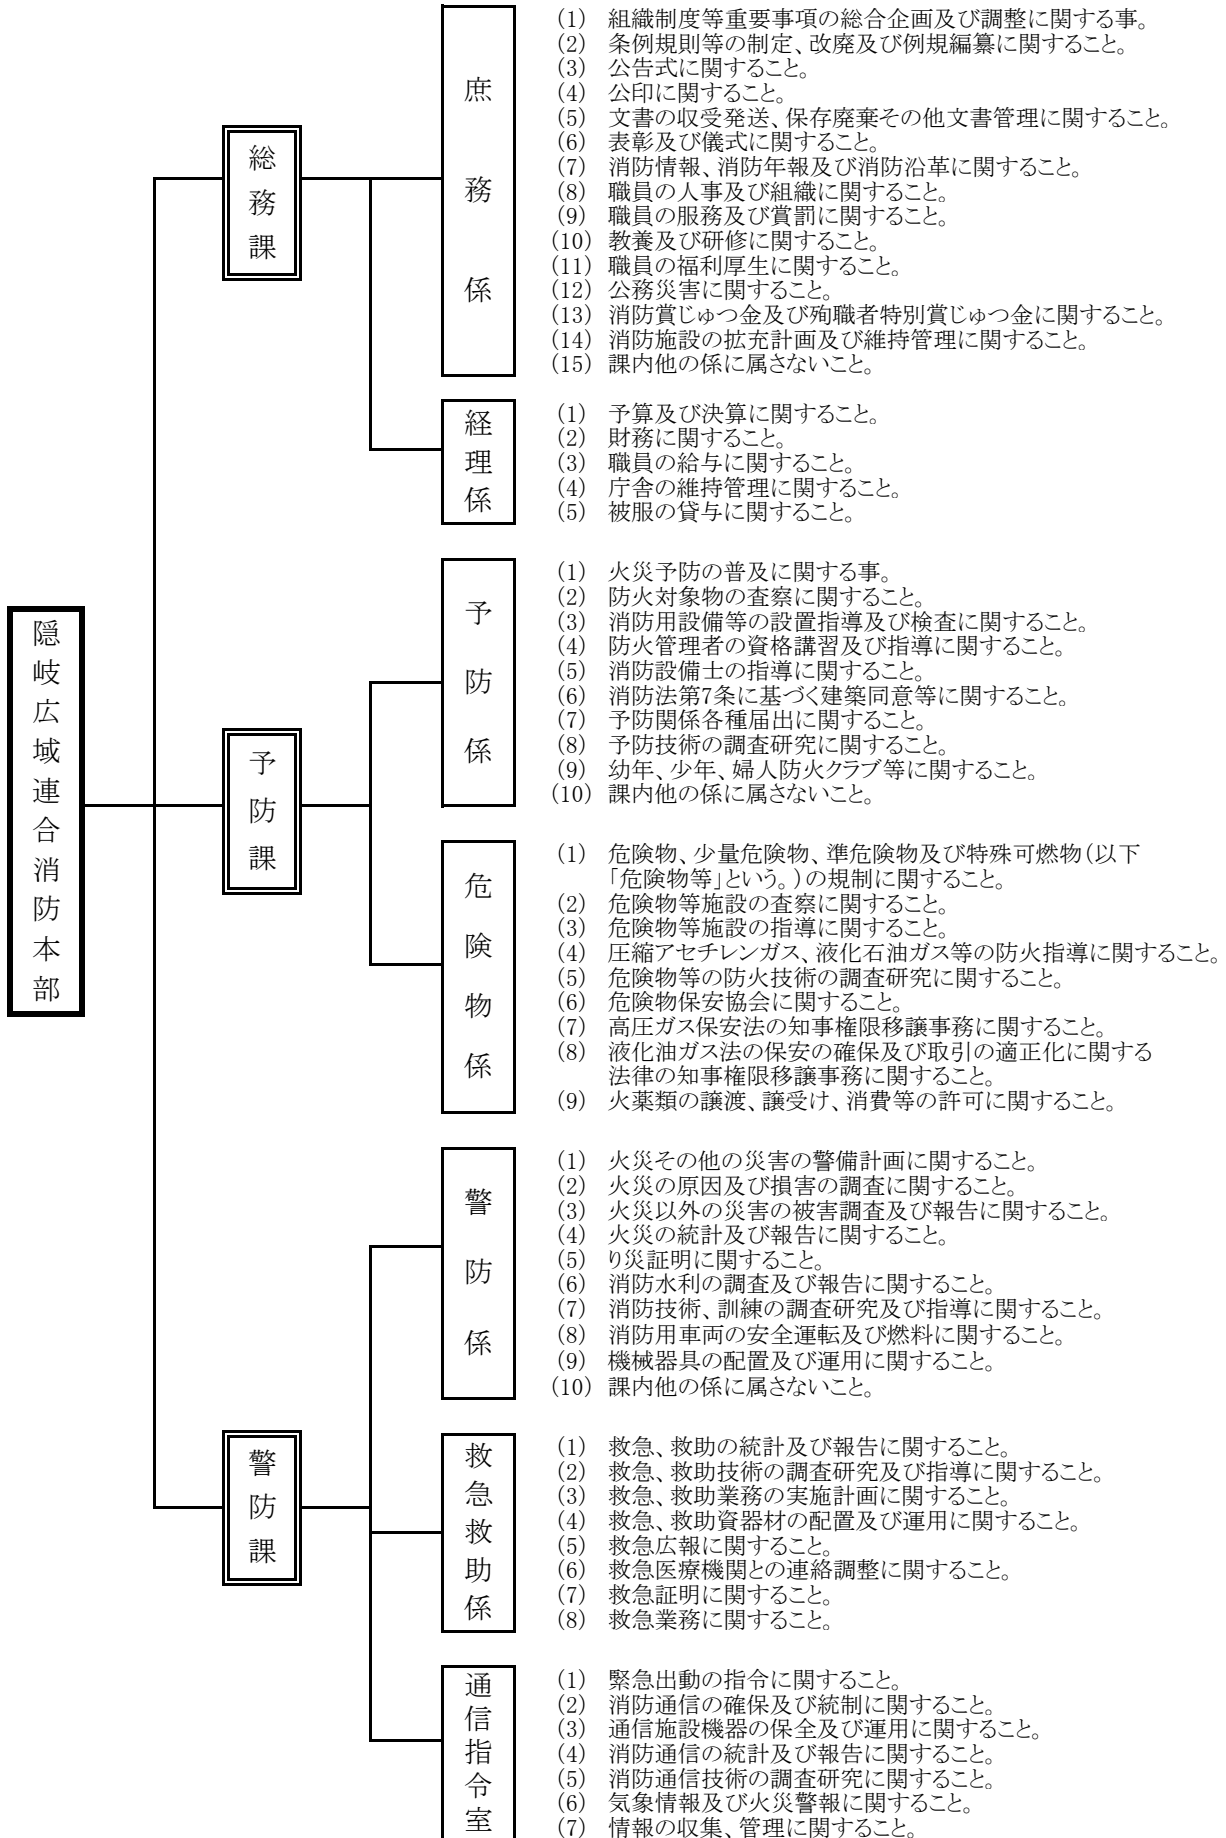 隠岐広域連合消防本部
総務課
庶務係
(1) 組織制度等重要事項の総合企画及び調整に関する事。
(2) 条例規則等の制定、改廃及び例規編纂に関すること。
(3) 公告式に関すること。
(4) 公印に関すること。
(5) 文書の収受発送、保存廃棄その他文書管理に関すること。
(6) 表彰及び儀式に関すること。
(7) 消防情報、消防年報及び消防沿革に関すること。
(8) 職員の人事及び組織に関すること。
(9) 職員の服務及び賞罰に関すること。
(10) 教養及び研修に関すること。
(11) 職員の福利厚生に関すること。
(12) 公務災害に関すること。
(13) 消防賞じゅつ金及び殉職者特別賞じゅつ金に関すること。
(14) 消防施設の拡充計画及び維持管理に関すること。
(15) 課内他の係に属さないこと。
経理係
(1) 予算及び決算に関すること。
(2) 財務に関すること。
(3) 職員の給与に関すること。
(4) 庁舎の維持管理に関すること。
(5) 被服の貸与に関すること。
予防課
予防係
(1) 火災予防の普及に関する事。
(2) 防火対象物の査察に関すること。
(3) 消防用設備等の設置指導及び検査に関すること。
(4) 防火管理者の資格講習及び指導に関すること。
(5) 消防設備士の指導に関すること。
(6) 消防法第7条に基づく建築同意等に関すること。
(7) 予防関係各種届出に関すること。
(8) 予防技術の調査研究に関すること。
(9) 幼年、少年、婦人防火クラブ等に関すること。
(10) 課内他の係に属さないこと。
危険物係
(1) 危険物、少量危険物、準危険物及び特殊可燃物(以下
「危険物等」という。)の規制に関すること。
(2) 危険物等施設の査察に関すること。
(3) 危険物等施設の指導に関すること。
(4) 圧縮アセチレンガス、液化石油ガス等の防火指導に関すること。
(5) 危険物等の防火技術の調査研究に関すること。
(6) 危険物保安協会に関すること。
(7) 高圧ガス保安法の知事権限移譲事務に関すること。
(8) 液化油ガス法の保安の確保及び取引の適正化に関する
法律の知事権限移譲事務に関すること。
(9) 火薬類の譲渡、譲受け、消費等の許可に関すること。
警防課
警防係
(1) 火災その他の災害の警備計画に関すること。
(2) 火災の原因及び損害の調査に関すること。
(3) 火災以外の災害の被害調査及び報告に関すること。
(4) 火災の統計及び報告に関すること。
(5) り災証明に関すること。
(6) 消防水利の調査及び報告に関すること。
(7) 消防技術、訓練の調査研究及び指導に関すること。
(8) 消防用車両の安全運転及び燃料に関すること。
(9) 機械器具の配置及び運用に関すること。
(10) 課内他の係に属さないこと。
救急救助係
(1) 救急、救助の統計及び報告に関すること。
(2) 救急、救助技術の調査研究及び指導に関すること。
(3) 救急、救助業務の実施計画に関すること。
(4) 救急、救助資器材の配置及び運用に関すること。
(5) 救急広報に関すること。
(6) 救急医療機関との連絡調整に関すること。
(7) 救急証明に関すること。
(8) 救急業務に関すること。
通信指令室
(1) 緊急出動の指令に関すること。
(2) 消防通信の確保及び統制に関すること。
(3) 通信施設機器の保全及び運用に関すること。
(4) 消防通信の統計及び報告に関すること。
(5) 消防通信技術の調査研究に関すること。
(6) 気象情報及び火災警報に関すること。
(7) 情報の収集、管理に関すること。